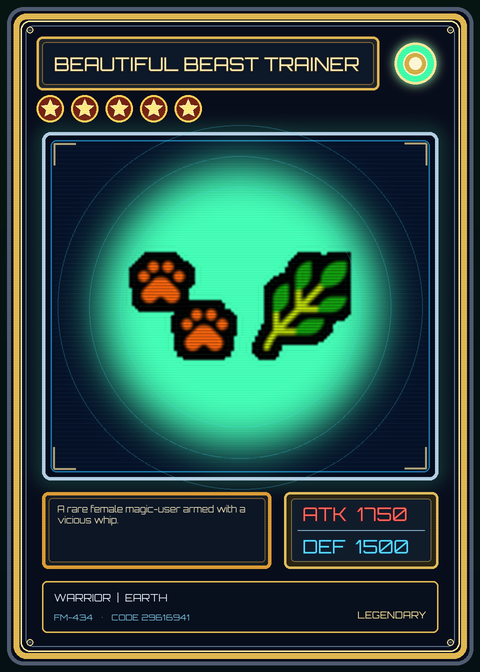 BEAUTIFUL BEAST TRAINER
A rare female magic-user armed with a
vicious whip.
ATK 1750
DEF 1500
WARRIOR | EARTH
FM-434 · CODE 29616941
LEGENDARY